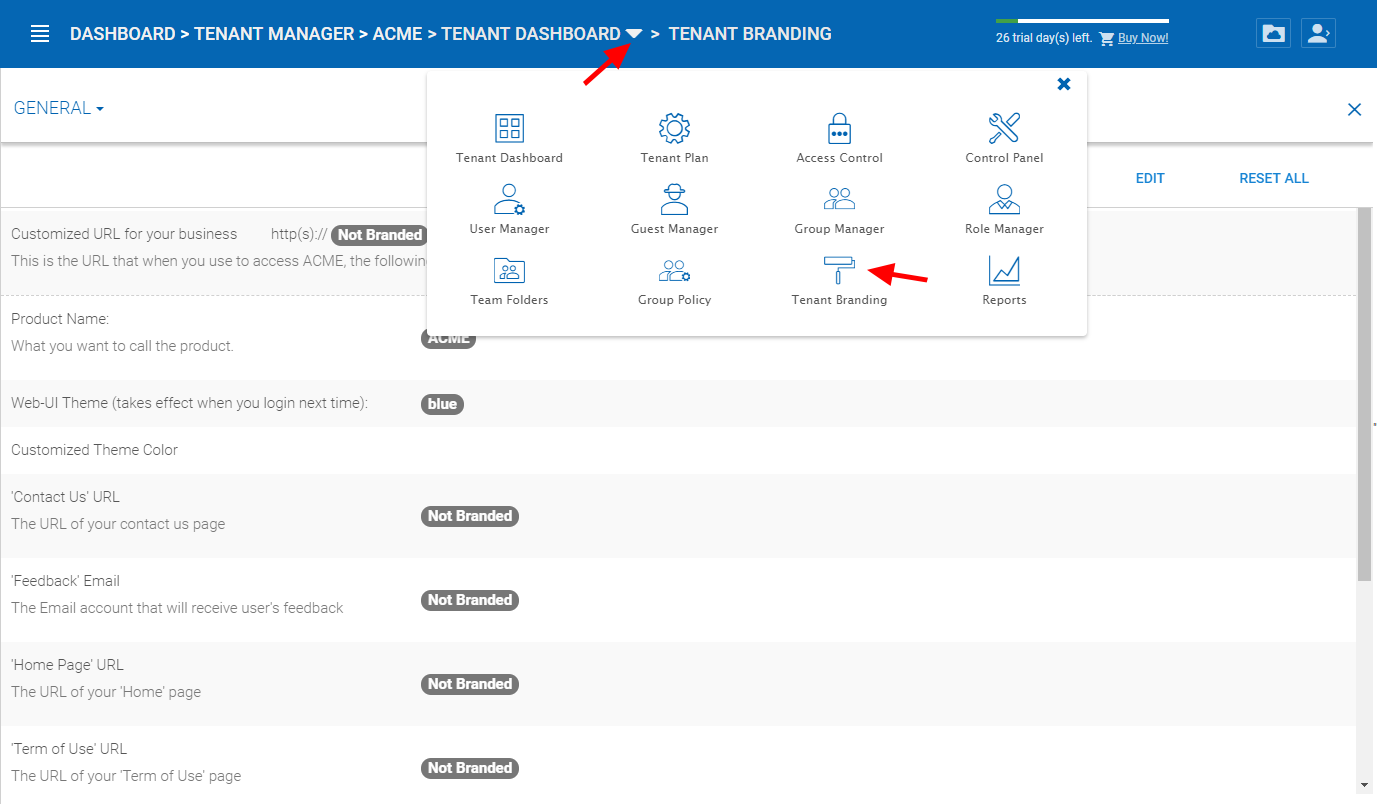 DASHBOARD > TENANT MANAGER > ACME > TENANT DASHBOARD > TENANT BRANDING
26 trial day(s) left. Buy Now!
GENERAL
Tenant Dashboard Tenant Plan Access Control Control Panel
EDIT RESET ALL
User Manager Guest Manager Group Manager Role Manager
Team Folders Group Policy Tenant Branding Reports
Customized URL for your business http(s):// Not Branded
This is the URL that when you use to access ACME, the following
Product Name:
What you want to call the product.
ACME
Web-UI Theme (takes effect when you login next time): blue
Customized Theme Color
'Contact Us' URL
The URL of your contact us page
Not Branded
'Feedback' Email
The Email account that will receive user's feedback
Not Branded
'Home Page' URL
The URL of your 'Home' page
Not Branded
'Term of Use' URL
The URL of your 'Term of Use' page
Not Branded